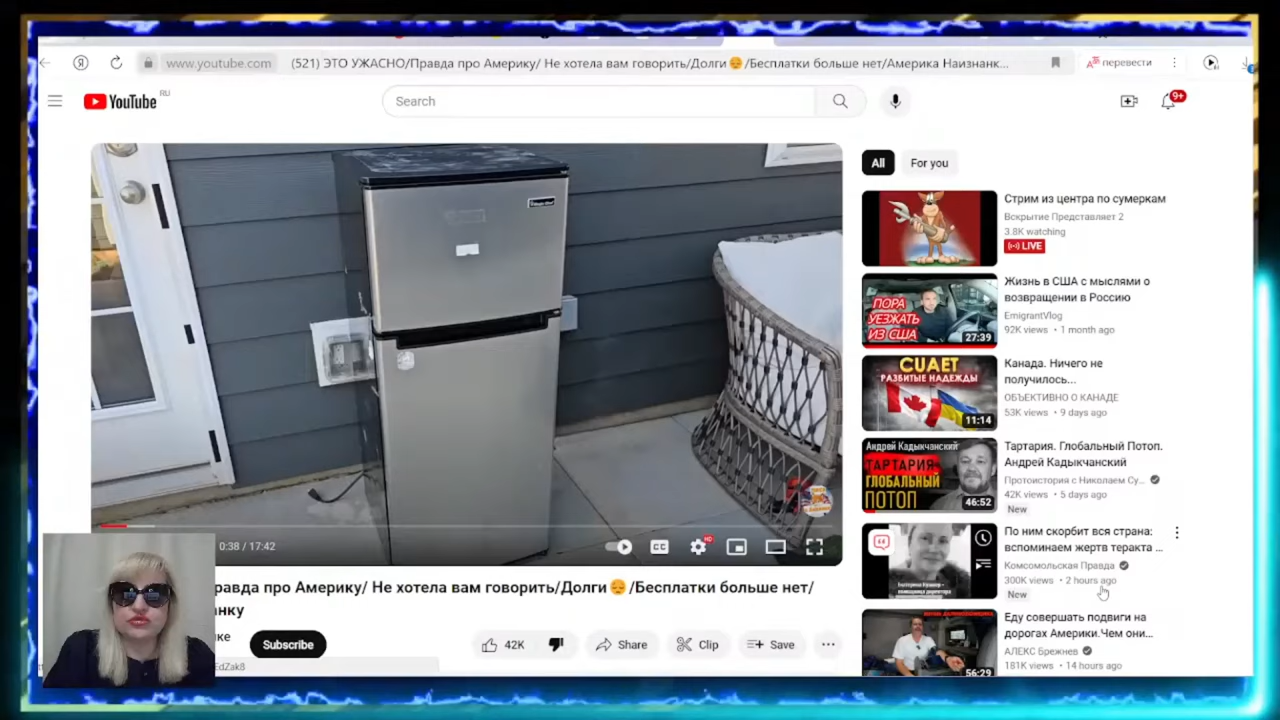 www.youtube.com
(521) ЭТО УЖАСНО/Правда про Америку/ Не хотела вам говорить/Долги😔/Бесплатки больше нет/Америка Наизнанк...
перевести
YouTube
RU
Search
9+
All
For you
Стрим из центра по сумеркам
Вскрытие Представляет 2
3.8K watching
LIVE
ПОРА
УЕЗЖАТЬ
ИЗ США
27:39
Жизнь в США с мыслями о
возвращении в Россию
EmigrantVlog
92K views • 1 month ago
CUAET
РАЗБИТЫЕ НАДЕЖДЫ
11:14
Канада. Ничего не
получилось...
ОБЪЕКТИВНО О КАНАДЕ
53K views • 9 days ago
Андрей Кадыкчанский
ТАРТАРИЯ
ГЛОБАЛЬНЫЙ
ПОТОП
46:52
Тартария. Глобальный Потоп.
Андрей Кадыкчанский
Протоистория с Николаем Су...
42K views • 5 days ago
New
По ним скорбит вся страна:
вспоминаем жертв теракта ...
Комсомольская Правда
300K views • 2 hours ago
New
56:29
Еду совершать подвиги на
дорогах Америки.Чем они...
АЛЕКС Брежнев
181K views • 14 hours ago
0:38 / 17:42
HD
равда про Америку/ Не хотела вам говорить/Долги😔/Бесплатки больше нет/
анку
ке
Subscribe
42K
Share
Clip
Save
EdZak8